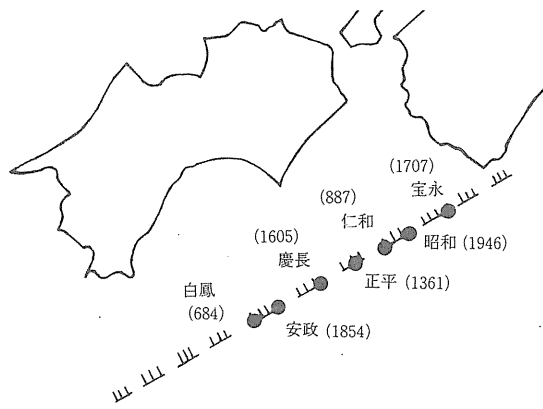 (1707)
宝永
(887)
仁和
昭和 (1946)
(1605)
慶長
正平 (1361)
白鳳
(684)
安政 (1854)